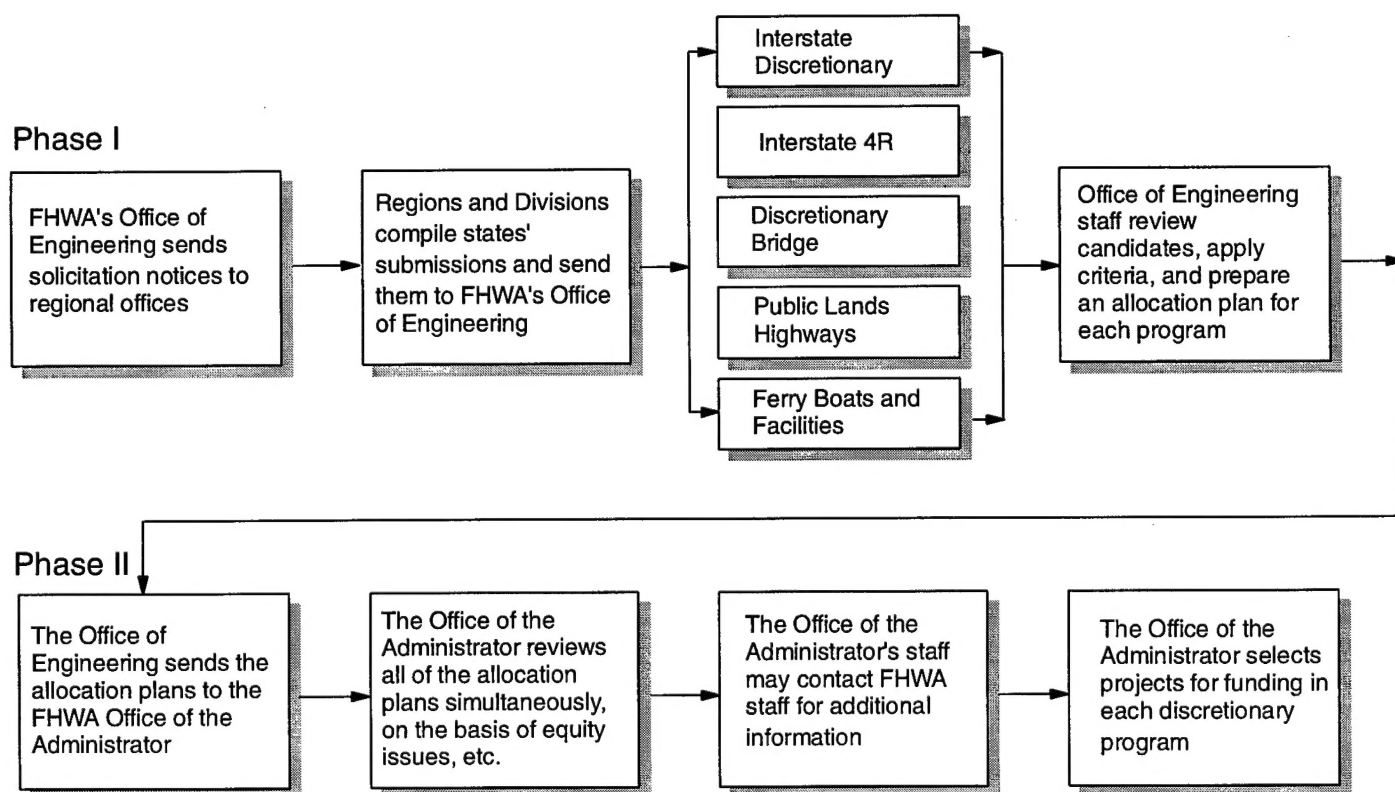 Phase I
FHWA's Office of
Engineering sends
solicitation notices to
regional offices
Regions and Divisions
compile states'
submissions and send
them to FHWA's Office
of Engineering
Interstate
Discretionary
Interstate 4R
Discretionary
Bridge
Public Lands
Highways
Ferry Boats and
Facilities
Office of Engineering
staff review
candidates, apply
criteria, and prepare
an allocation plan for
each program
Phase II
The Office of
Engineering sends the
allocation plans to the
FHWA Office of the
Administrator
The Office of the
Administrator reviews
all of the allocation
plans simultaneously,
on the basis of equity
issues, etc.
The Office of the
Administrator's staff
may contact FHWA
staff for additional
information
The Office of the
Administrator selects
projects for funding in
each discretionary
program